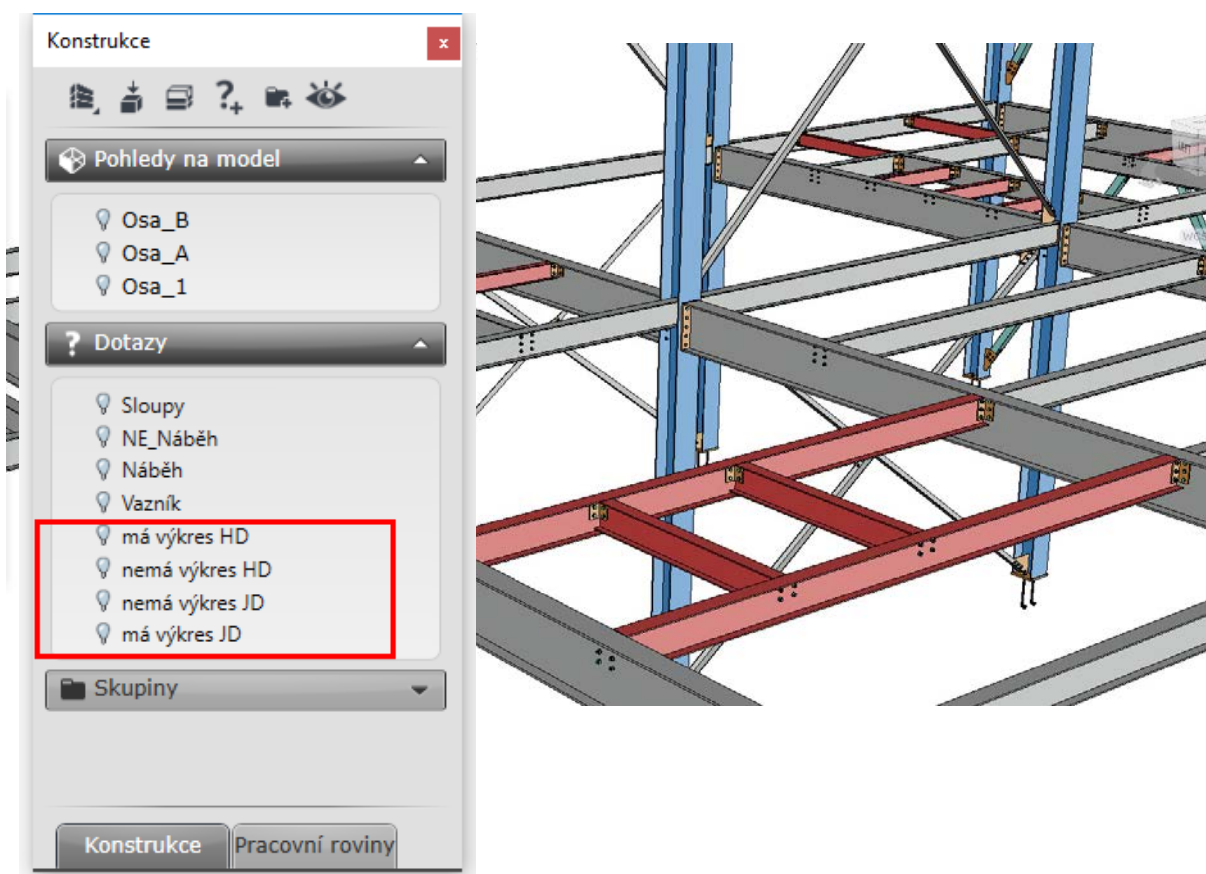 Konstrukce
x
Pohledy na model
Osa_B
Osa_A
Osa_1
Dotazy
Sloupy
NE_Náběh
Náběh
Vazník
má výkres HD
nemá výkres HD
nemá výkres JD
má výkres JD
Skupiny
Konstrukce
Pracovní roviny